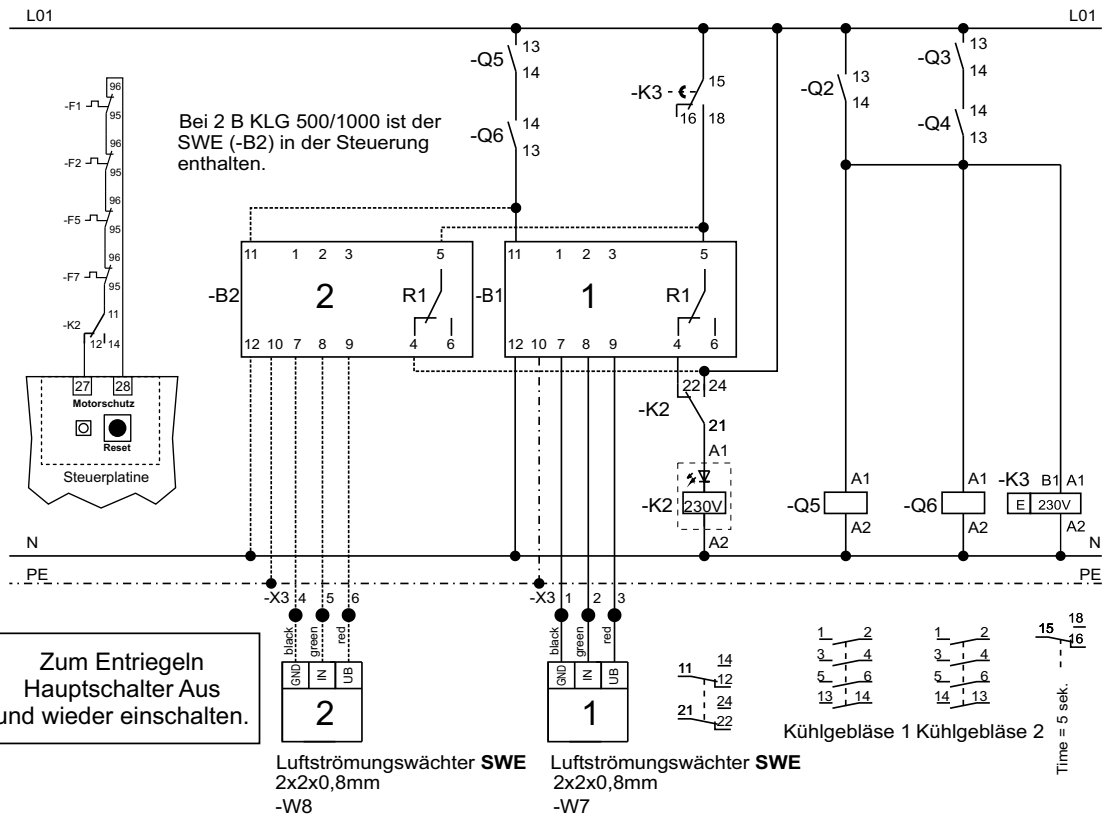 L01 L01
-Q5 13
14
-Q6 14
13
-K3 15
16 18
-Q2 13
14
-Q3 13
14
-Q4 14
13
-F1 96
95
-F2 96
95
-F5 96
95
-F7 96
95
-K2 11
12 14
27 28
Motorschutz
Reset
Steuerplatine
Bei 2 B KLG 500/1000 ist der
SWE (-B2) in der Steuerung
enthalten.
11 1 2 3 5
-B2 2 R1
4 6
12 10 7 8 9
11 1 2 3 5
-B1 1 R1
4 6
12 10 7 8 9
22 24
-K2
21
A1
-K2 230V
A2
A1
-Q5
A2
A1
-Q6
A2
-K3 B1 A1
E 230V
A2
N N
PE PE
-X3 4 5 6
black green red
GND IN UB
2
Luftströmungswächter SWE
2x2x0,8mm
-W8
-X3 1 2 3
black green red
GND IN UB
1
Luftströmungswächter SWE
2x2x0,8mm
-W7
Zum Entriegeln
Hauptschalter Aus
und wieder einschalten.
14
11 12
24
21 22
1 2
3 4
5 6
13 14
Kühlgebläse 1
1 2
3 4
5 6
14 13
Kühlgebläse 2
18
15 16
Time = 5 sek.